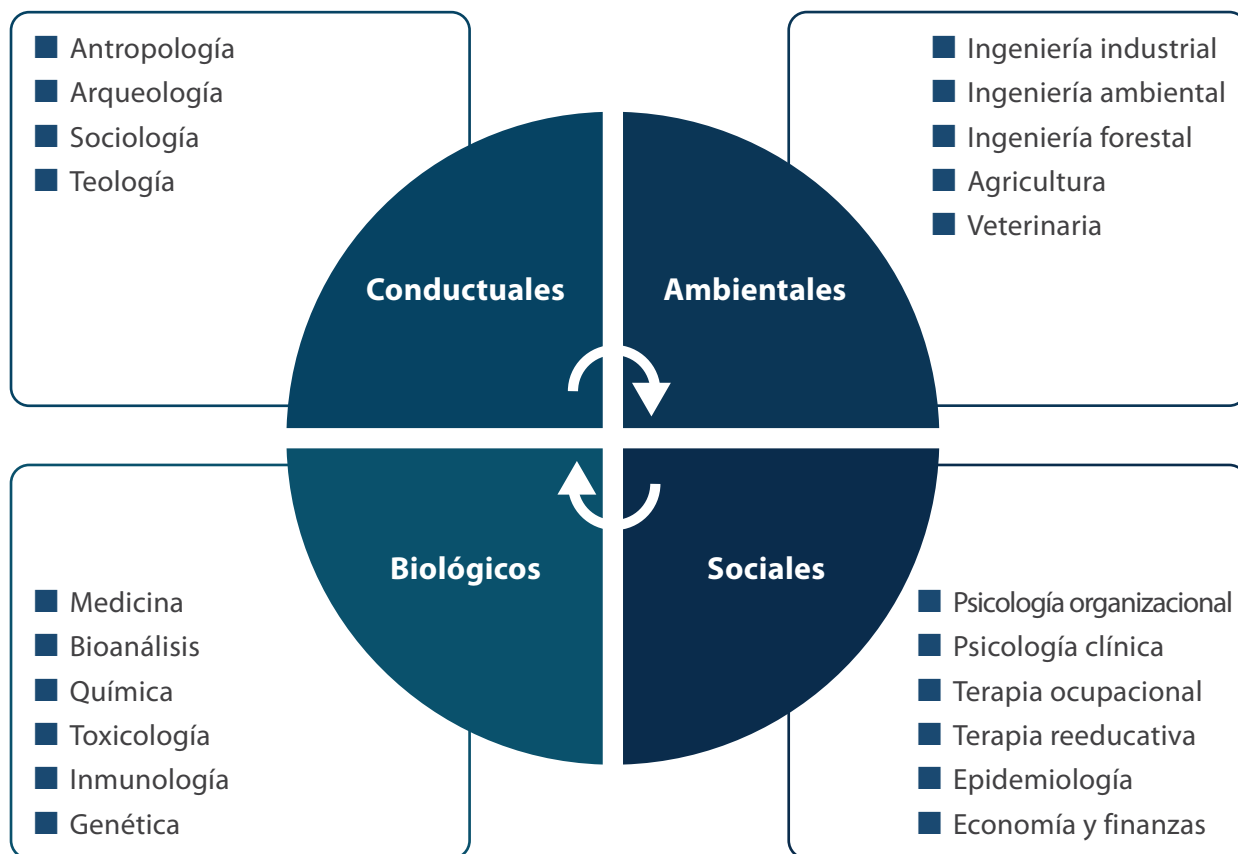 Antropología
Arqueología
Sociología
Teología
Conductuales
Ingeniería industrial
Ingeniería ambiental
Ingeniería forestal
Agricultura
Veterinaria
Ambientales
Biológicos
Medicina
Bioanálisis
Química
Toxicología
Inmunología
Genética
Sociales
Psicología organizacional
Psicología clínica
Terapia ocupacional
Terapia reeducativa
Epidemiología
Economía y finanzas